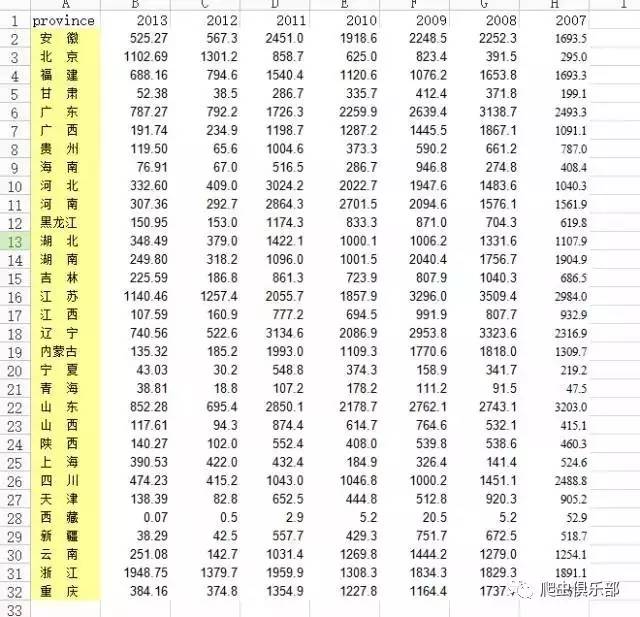 A B C D E F G H
1 province 2013 2012 2011 2010 2009 2008 2007
2 安 徽 525.27 567.3 2451.0 1918.6 2248.5 2252.3 1693.5
3 北 京 1102.69 1301.2 858.7 625.0 823.4 391.5 295.0
4 福 建 688.16 794.6 1540.4 1120.6 1076.2 1653.8 1693.3
5 甘 肃 52.38 38.5 286.7 335.7 412.4 371.8 199.1
6 广 东 787.27 792.2 1726.3 2259.9 2639.4 3138.7 2493.3
7 广 西 191.74 234.9 1198.7 1287.2 1445.5 1867.1 1091.1
8 贵 州 119.50 65.6 1004.6 373.3 590.2 661.2 787.0
9 海 南 76.91 67.0 516.5 286.7 946.8 274.8 408.4
10 河 北 332.60 409.0 3024.2 2022.7 1947.6 1483.6 1040.3
11 河 南 307.36 292.7 2864.3 2701.5 2094.6 1576.1 1561.9
12 黑龙江 150.95 153.0 1174.3 833.3 871.0 704.3 619.8
13 湖 北 348.49 379.0 1422.1 1000.1 1006.2 1331.6 1107.9
14 湖 南 249.80 318.2 1096.0 1001.5 2040.4 1756.7 1904.9
15 吉 林 225.59 186.8 861.3 723.9 807.9 1040.3 686.5
16 江 苏 1140.46 1257.4 2055.7 1857.9 3296.0 3509.4 2984.0
17 江 西 107.59 160.9 777.2 694.5 991.9 807.7 932.9
18 辽 宁 740.56 522.6 3134.6 2086.9 2953.8 3323.6 2316.9
19 内蒙古 135.32 185.2 1993.0 1109.3 1770.6 1818.0 1309.7
20 宁 夏 43.03 30.2 548.8 374.3 158.9 341.7 219.2
21 青 海 38.81 18.8 107.2 178.2 111.2 91.5 47.5
22 山 东 852.28 695.4 2850.1 2178.7 2762.1 2743.1 3203.0
23 山 西 117.61 94.3 874.4 614.7 764.6 532.1 415.1
24 陕 西 140.27 102.0 552.4 408.0 539.8 538.6 460.3
25 上 海 390.53 422.0 432.4 184.9 326.4 141.4 524.6
26 四 川 474.23 415.2 1043.0 1046.8 1000.2 1451.1 2488.8
27 天 津 138.39 82.8 652.5 444.8 512.8 920.3 905.2
28 西 藏 0.07 0.5 2.9 5.2 20.5 5.2 52.9
29 新 疆 38.29 42.5 557.7 429.3 751.7 672.5 518.7
30 云 南 251.08 142.7 1031.4 1269.8 1444.2 1279.0 1254.1
31 浙 江 1948.75 1379.7 1959.9 1308.3 1834.3 1829.3 1891.1
32 重 庆 384.16 374.8 1354.9 1227.8 1164.4 1737.
33
爬虫俱乐部